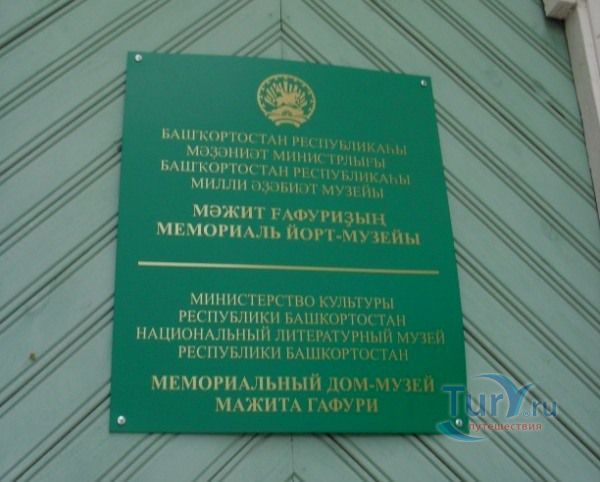 БАШҠОРТОСТАН РЕСПУБЛИКАҺЫ
МӘҘӘНИӘТ МИНИСТРЛЫҒЫ
БАШҠОРТОСТАН РЕСПУБЛИКАҺЫ
МИЛЛИ ӘҘӘБИӘТ МУЗЕЙЫ
МӘЖИТ ҒАФУРИҘЫҢ
МЕМОРИАЛЬ ЙОРТ-МУЗЕЙЫ
МИНИСТЕРСТВО КУЛЬТУРЫ
РЕСПУБЛИКИ БАШКОРТОСТАН
НАЦИОНАЛЬНЫЙ ЛИТЕРАТУРНЫЙ МУЗЕЙ
РЕСПУБЛИКИ БАШКОРТОСТАН
МЕМОРИАЛЬНЫЙ ДОМ-МУЗЕЙ
МАЖИТА ГАФУРИ
Tury.ru
путешествия